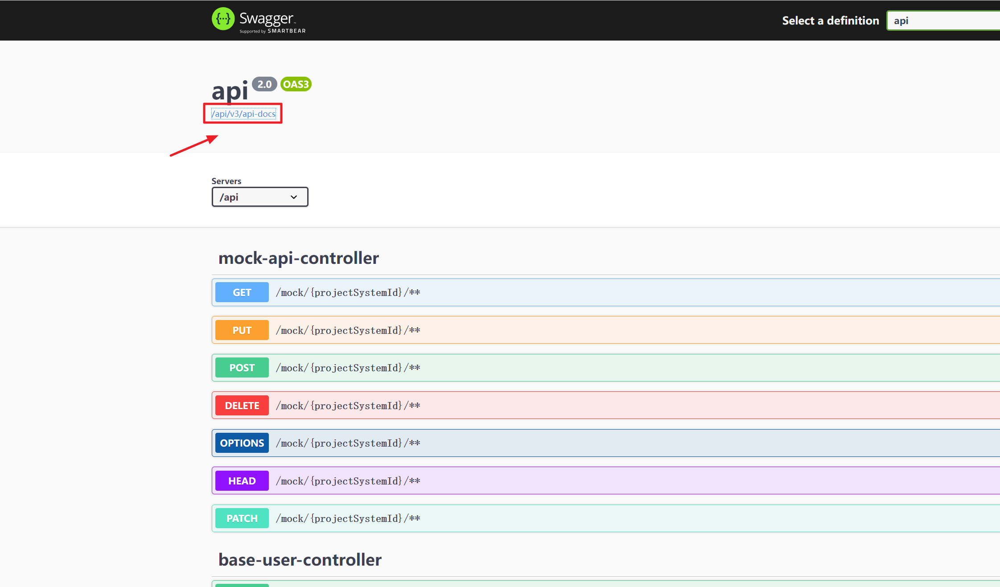 Swagger
Supported by SMARTBEAR
Select a definition
api
api 2.0 OAS3
/api/v3/api-docs
Servers
/api
mock-api-controller
GET /mock/{projectSystemId}/**
PUT /mock/{projectSystemId}/**
POST /mock/{projectSystemId}/**
DELETE /mock/{projectSystemId}/**
OPTIONS /mock/{projectSystemId}/**
HEAD /mock/{projectSystemId}/**
PATCH /mock/{projectSystemId}/**
base-user-controller